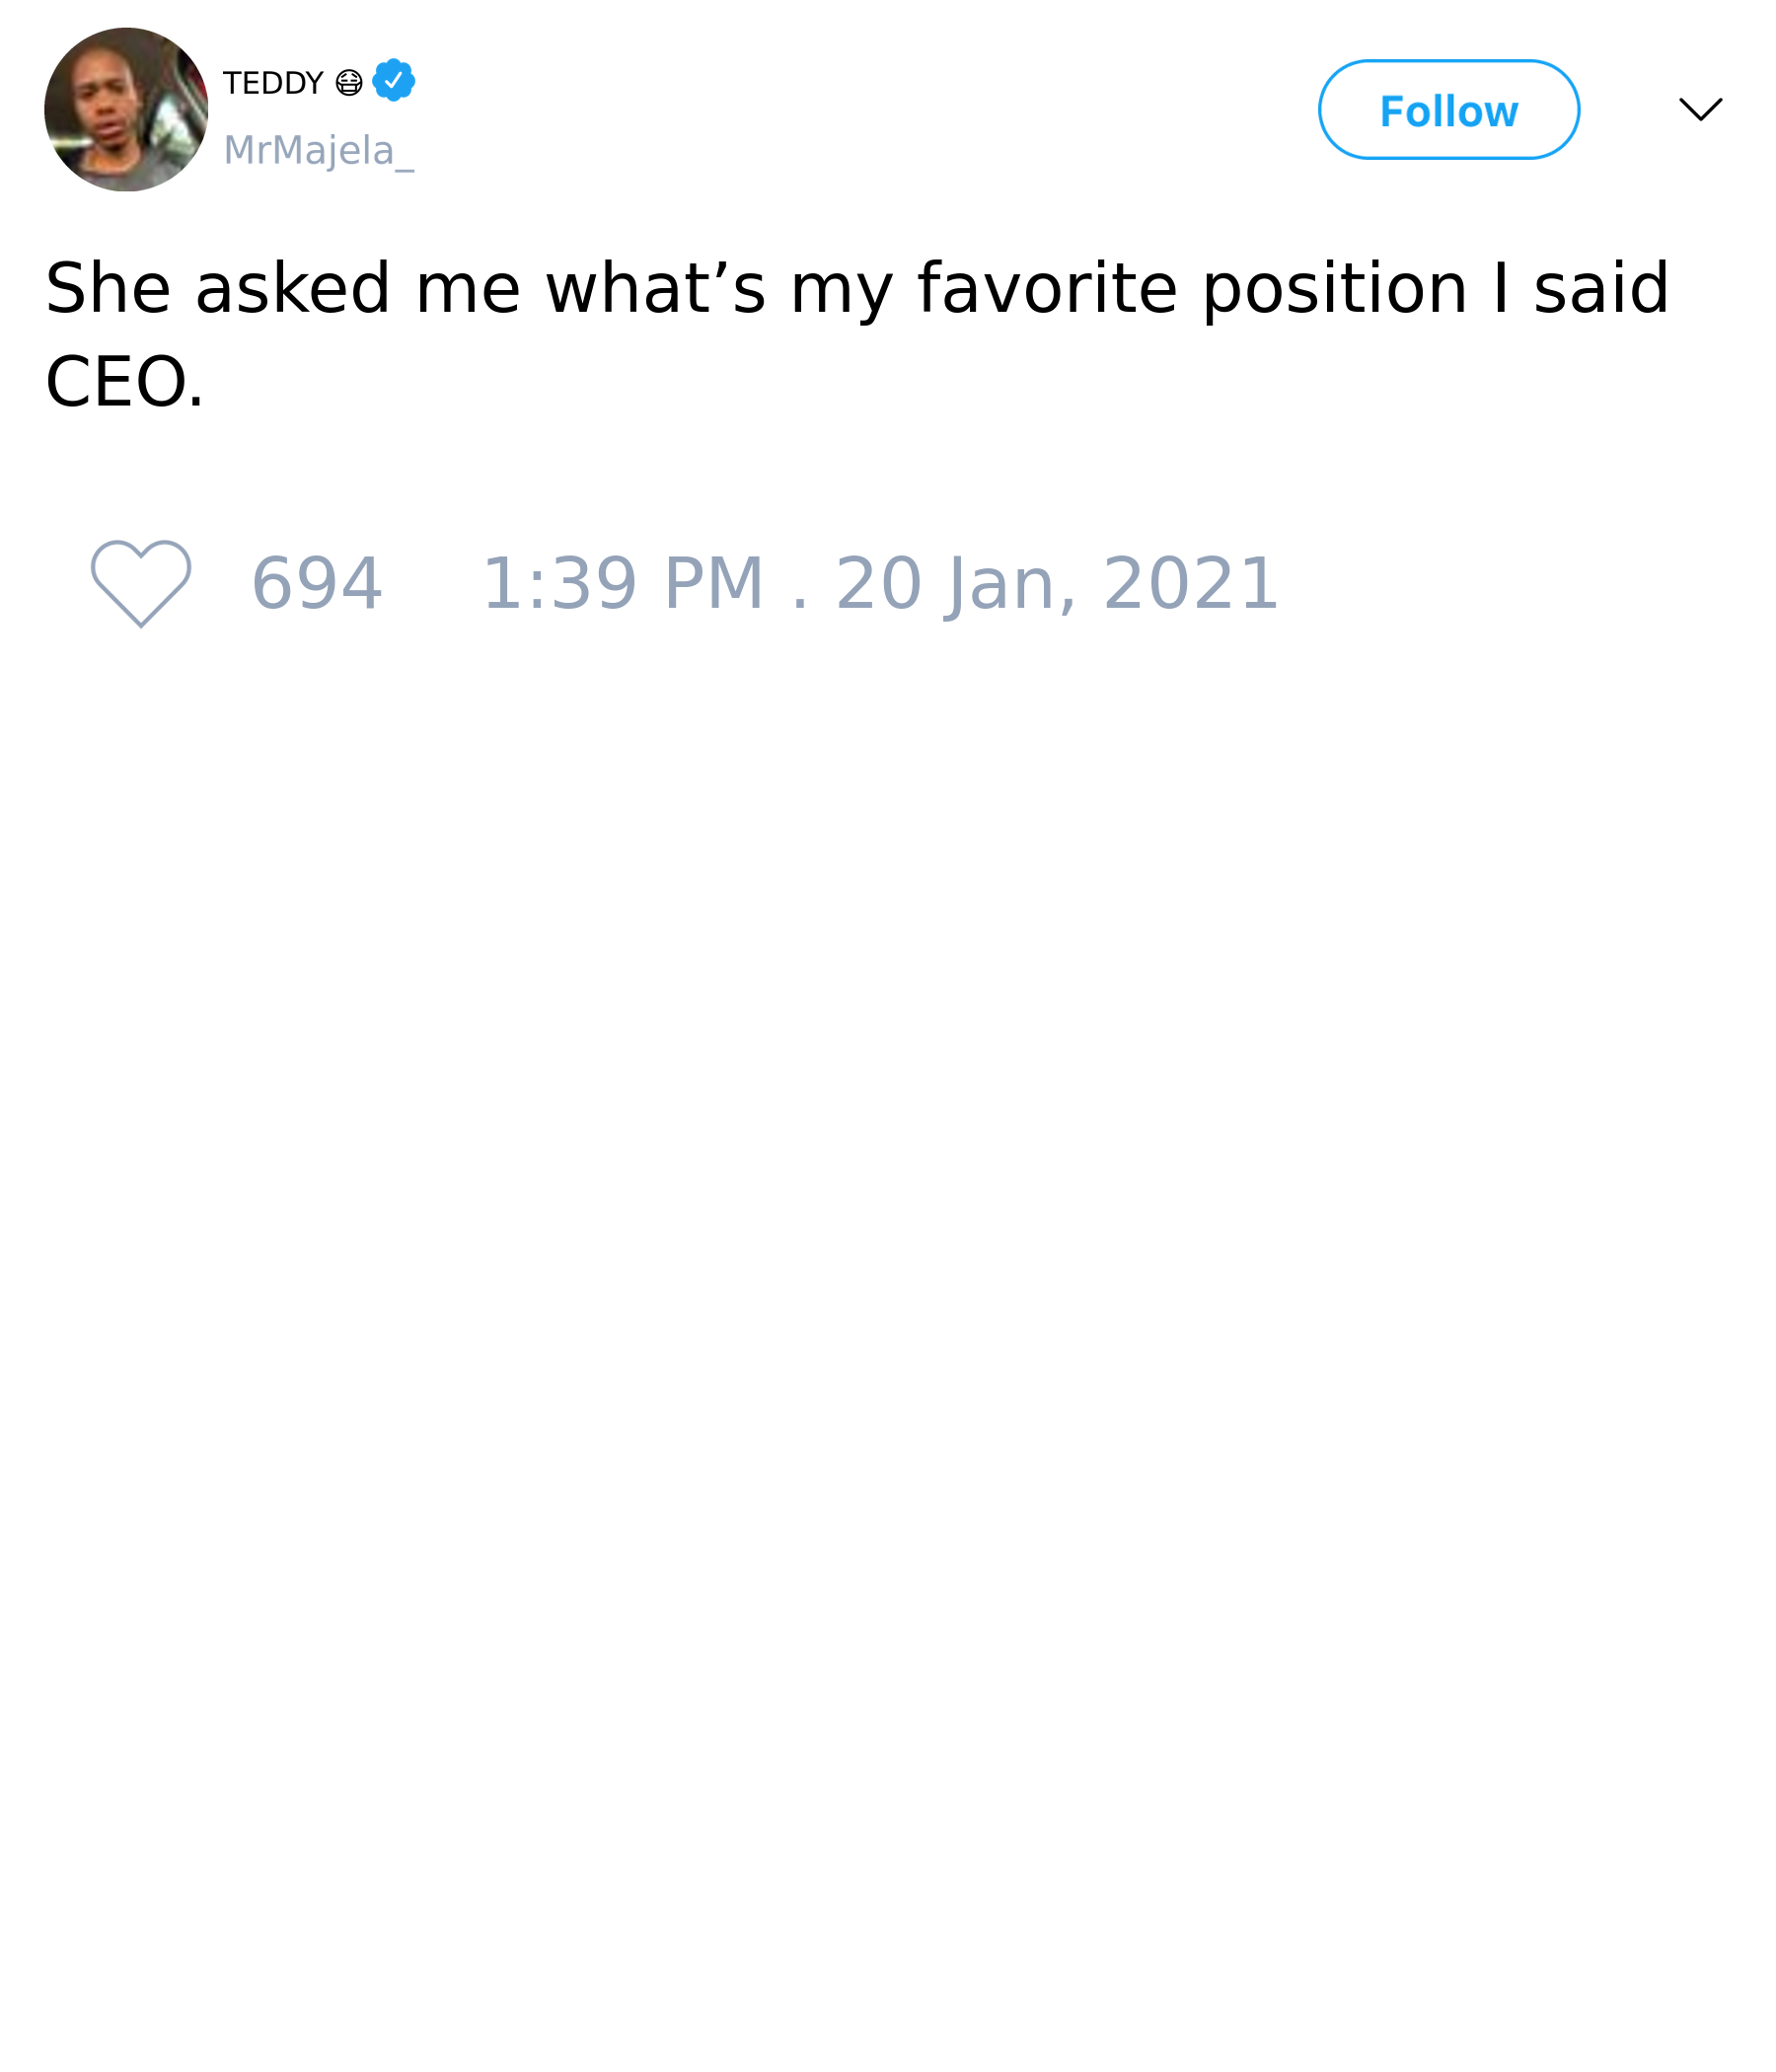 TEDDY 😷
MrMajela_
Follow
She asked me what’s my favorite position I said
CEO.
694 1:39 PM . 20 Jan, 2021